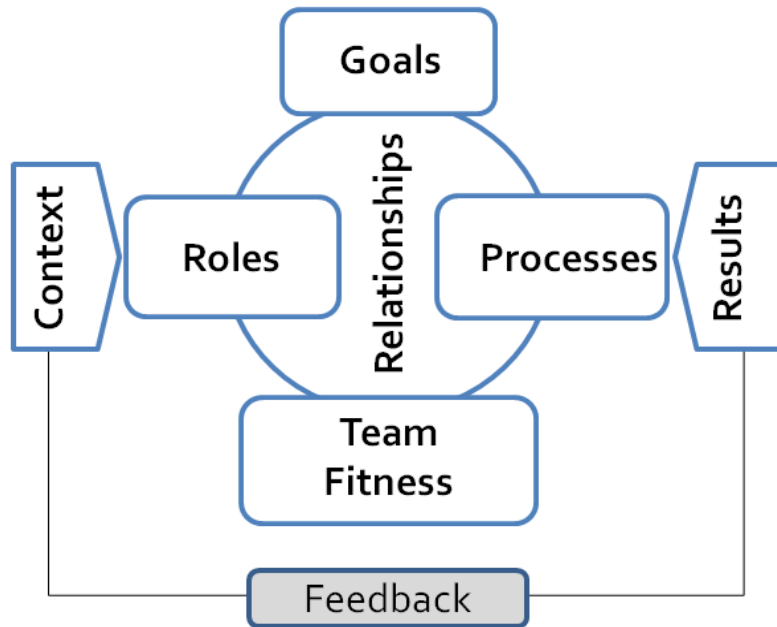 Goals
Context
Roles
Relationships
Processes
Results
Team
Fitness
Feedback